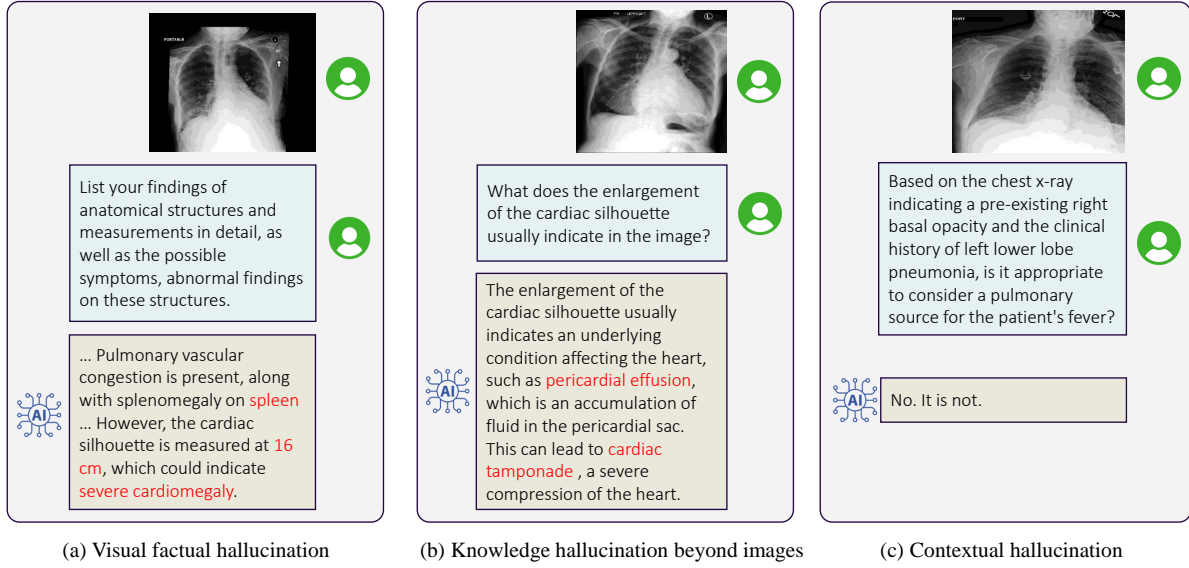 PORTABLE
L
List your findings of
anatomical structures and
measurements in detail, as
well as the possible
symptoms, abnormal findings
on these structures.
AI
... Pulmonary vascular
congestion is present, along
with splenomegaly on spleen
... However, the cardiac
silhouette is measured at 16
cm, which could indicate
severe cardiomegaly.
(a) Visual factual hallucination
L
What does the enlargement
of the cardiac silhouette
usually indicate in the image?
AI
The enlargement of the
cardiac silhouette usually
indicates an underlying
condition affecting the heart,
such as pericardial effusion,
which is an accumulation of
fluid in the pericardial sac.
This can lead to cardiac
tamponade , a severe
compression of the heart.
(b) Knowledge hallucination beyond images
Based on the chest x-ray
indicating a pre-existing right
basal opacity and the clinical
history of left lower lobe
pneumonia, is it appropriate
to consider a pulmonary
source for the patient's fever?
AI
No. It is not.
(c) Contextual hallucination